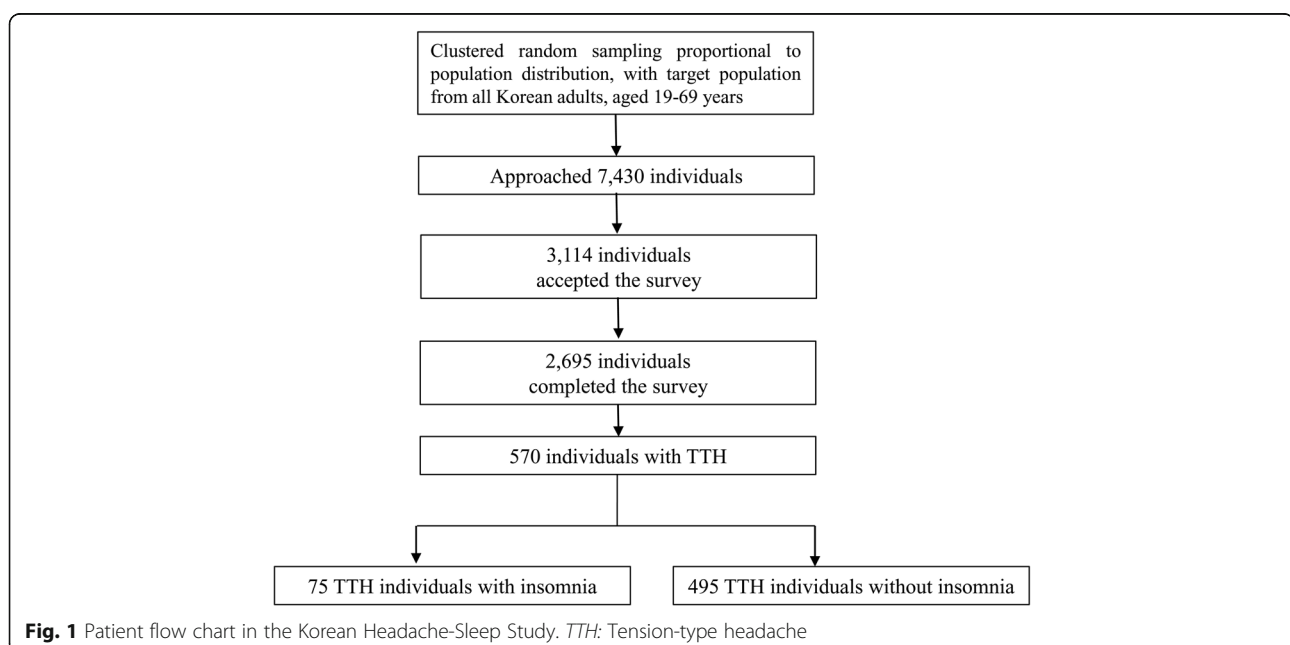 Clustered random sampling proportional to
population distribution, with target population
from all Korean adults, aged 19-69 years
Approached 7,430 individuals
3,114 individuals
accepted the survey
2,695 individuals
completed the survey
570 individuals with TTH
75 TTH individuals with insomnia
495 TTH individuals without insomnia
Fig. 1 Patient flow chart in the Korean Headache-Sleep Study. TTH: Tension-type headache